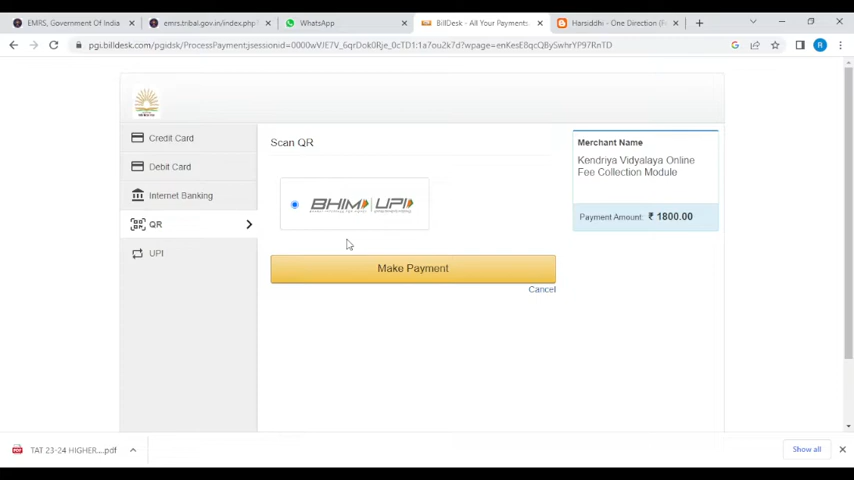 EMRS, Government Of India
emrs.tribal.gov.in/index.php?
WhatsApp
BillDesk - All Your Payments.
Harsiddhi - One Direction
pgi.billdesk.com/pgidsk/ProcessPayment;jsessionid=0000wVJE7V_6qrDok0Rje_0cTD1:1a7ou2k7d?wpage=enKesE8qcQBySwhrYP97RnTD
Credit Card
Debit Card
Internet Banking
QR
UPI
Scan QR
BHIM UPI
Make Payment
Cancel
Merchant Name
Kendriya Vidyalaya Online
Fee Collection Module
Payment Amount: ₹ 1800.00
TAT 23-24 HIGHER....pdf
Show all